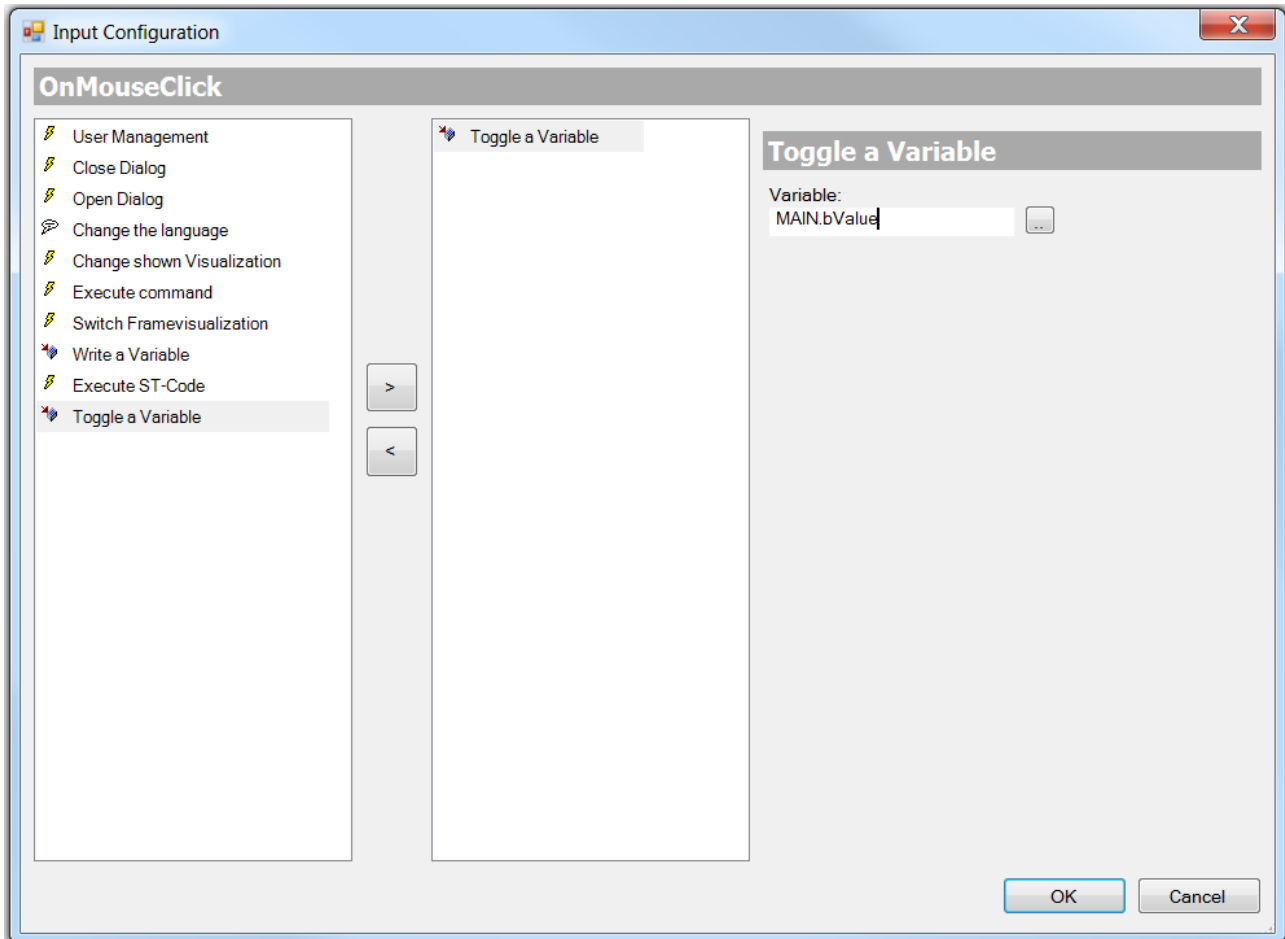 Input Configuration
X
OnMouseClick
User Management
Close Dialog
Open Dialog
Change the language
Change shown Visualization
Execute command
Switch Framevisualization
Write a Variable
Execute ST-Code
Toggle a Variable
>
<
Toggle a Variable
Toggle a Variable
Variable:
MAIN.bValue
..
OK
Cancel